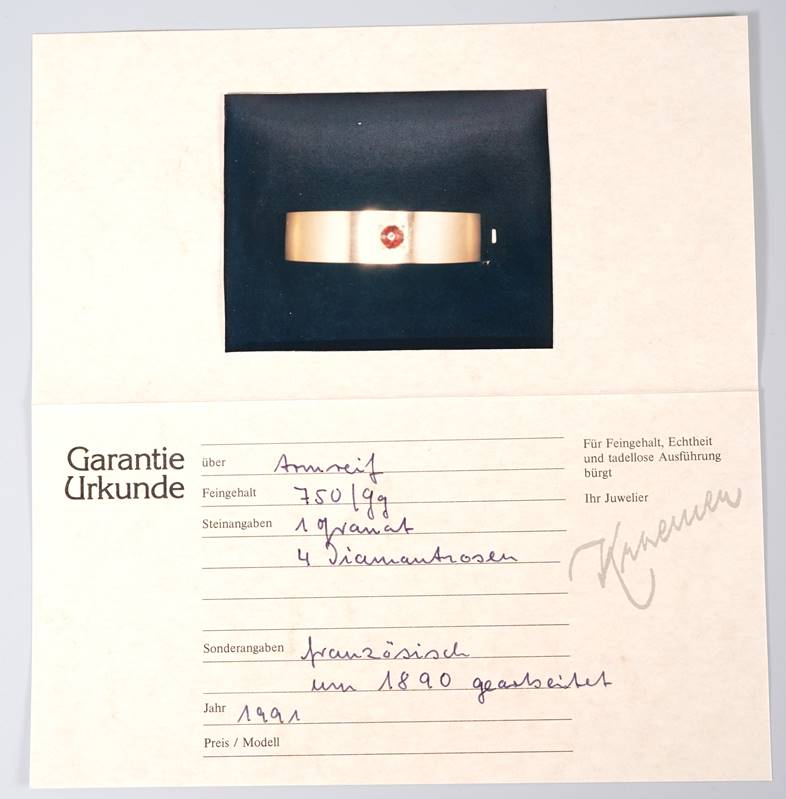 Garantie
Urkunde
über Armreif
Feingehalt 750/gg
Steinangaben 1 Granat
4 Diamantrosen
Sonderangaben französisch
um 1890 gearbeitet
Jahr 1991
Preis / Modell
Für Feingehalt, Echtheit
und tadellose Ausführung
bürgt
Ihr Juwelier